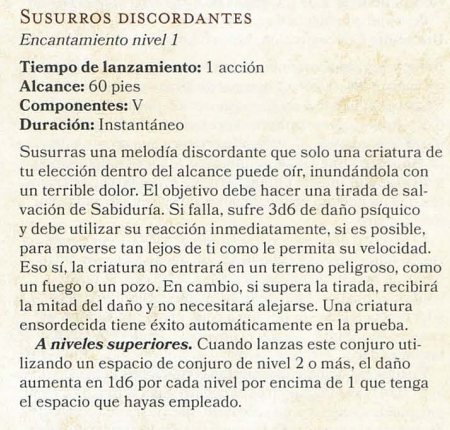 SUSURROS DISCORDANTES
Encantamiento nivel 1
Tiempo de lanzamiento: 1 acción
Alcance: 60 pies
Componentes: V
Duración: Instantáneo
Susurras una melodía discordante que solo una criatura de
tu elección dentro del alcance puede oír, inundándola con
un terrible dolor. El objetivo debe hacer una tirada de sal-
vación de Sabiduría. Si falla, sufre 3d6 de daño psíquico
y debe utilizar su reacción inmediatamente, si es posible,
para moverse tan lejos de ti como le permita su velocidad.
Eso sí, la criatura no entrará en un terreno peligroso, como
un fuego o un pozo. En cambio, si supera la tirada, recibirá
la mitad del daño y no necesitará alejarse. Una criatura
ensordecida tiene éxito automáticamente en la prueba.
A niveles superiores. Cuando lanzas este conjuro uti-
lizando un espacio de conjuro de nivel 2 o más, el daño
aumenta en 1d6 por cada nivel por encima de 1 que tenga
el espacio que hayas empleado.